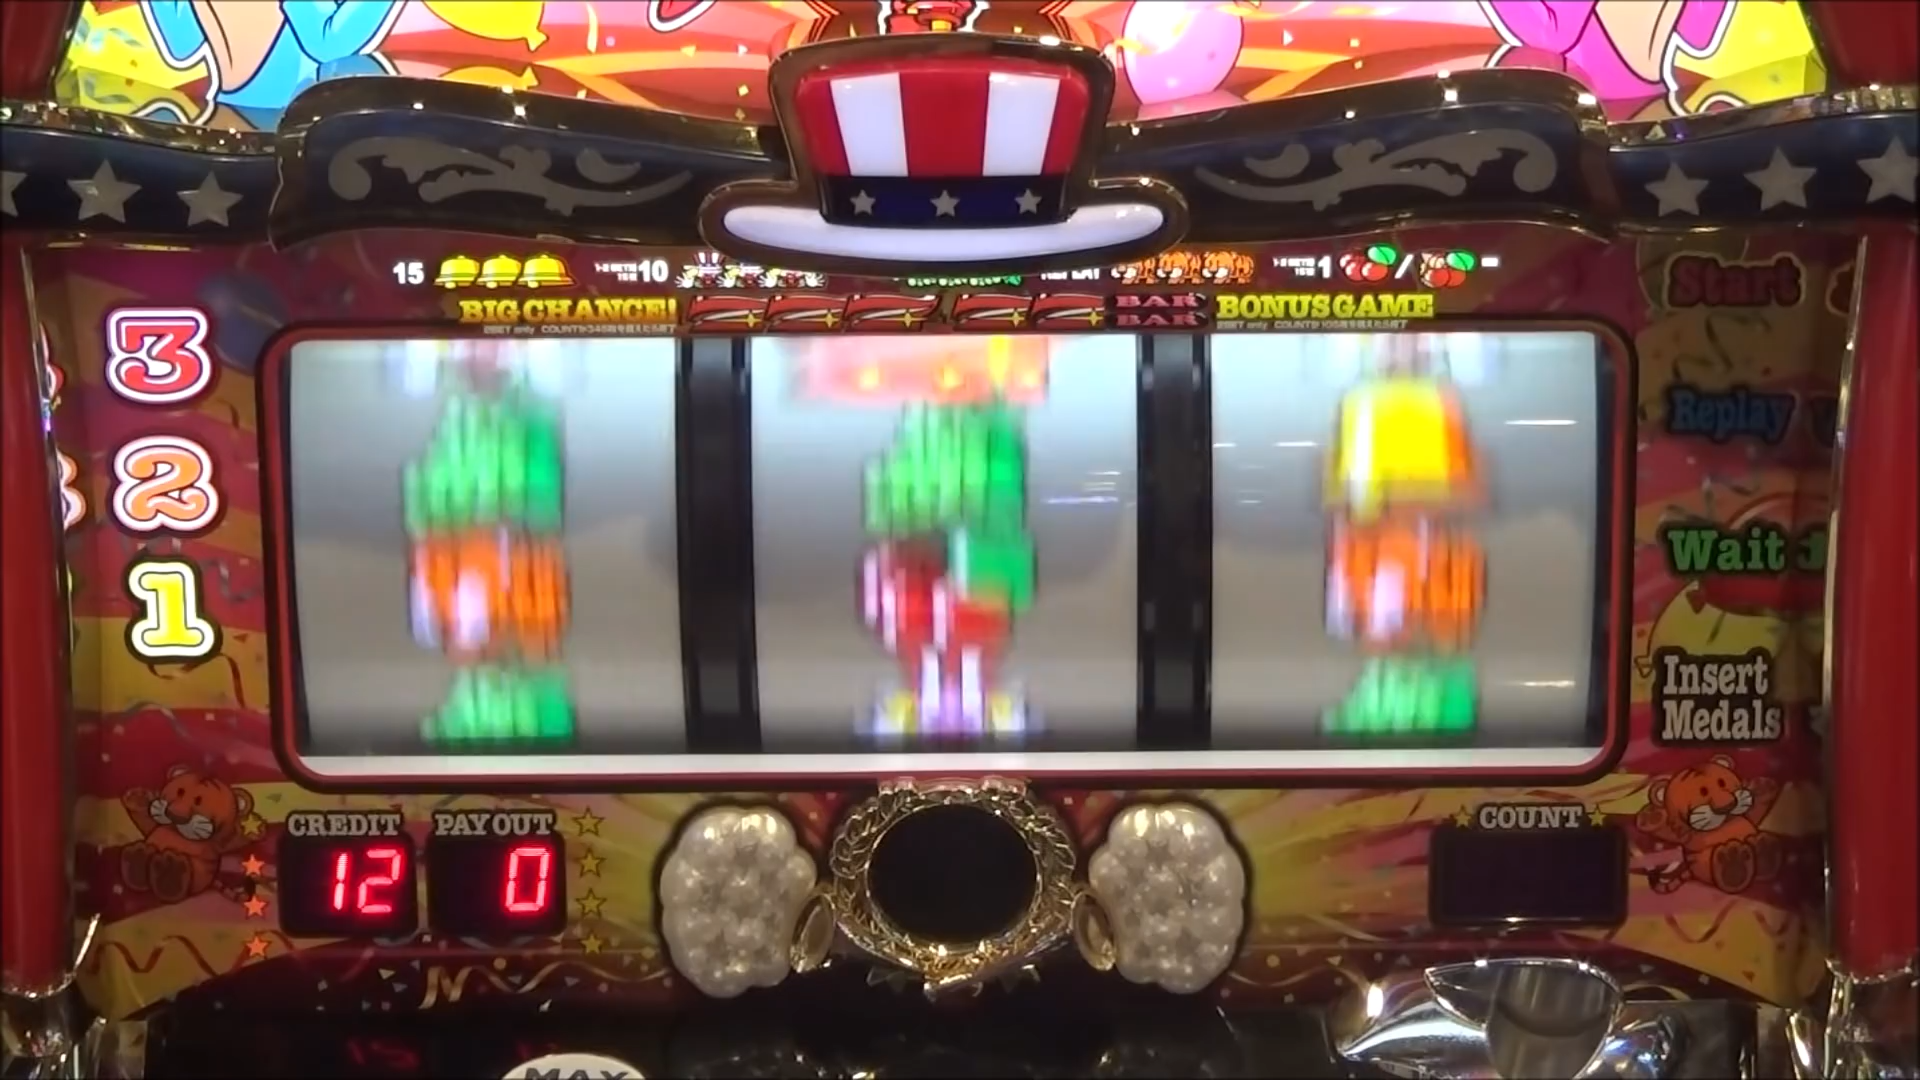 15
10
1
/
BIG CHANCE!
BAR
BAR
BONUS GAME
3
2
1
Start
Replay
Wait
Insert
Medals
CREDIT
PAYOUT
12
0
COUNT
MAX